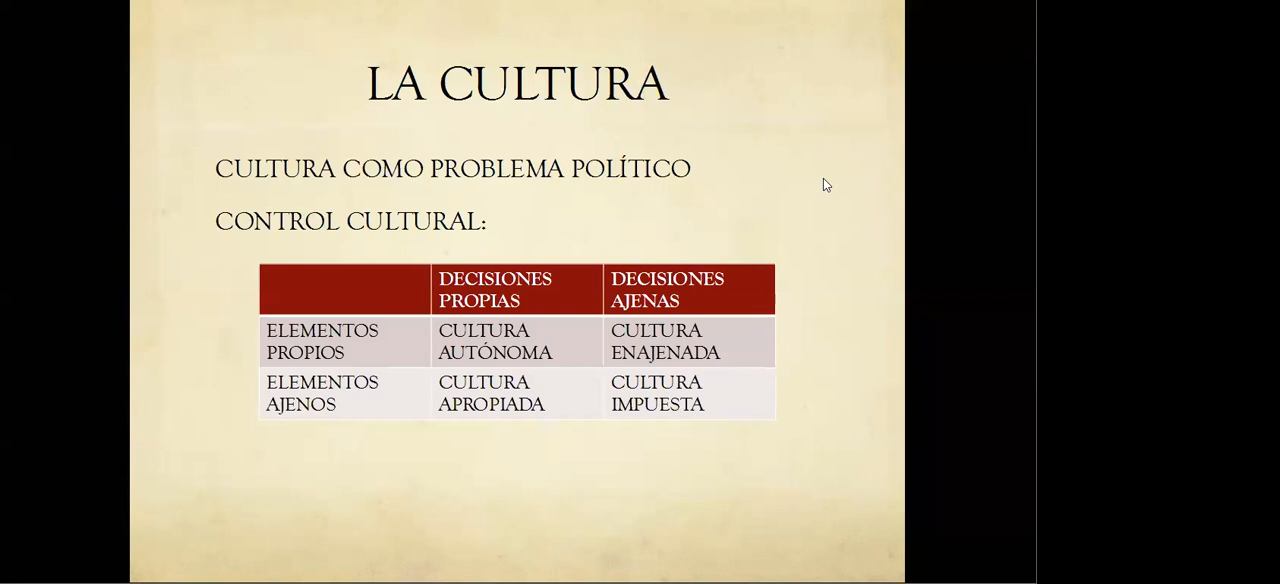 LA CULTURA
CULTURA COMO PROBLEMA POLÍTICO
CONTROL CULTURAL:
DECISIONES PROPIAS
DECISIONES AJENAS
ELEMENTOS PROPIOS
CULTURA AUTÓNOMA
CULTURA ENAJENADA
ELEMENTOS AJENOS
CULTURA APROPIADA
CULTURA IMPUESTA